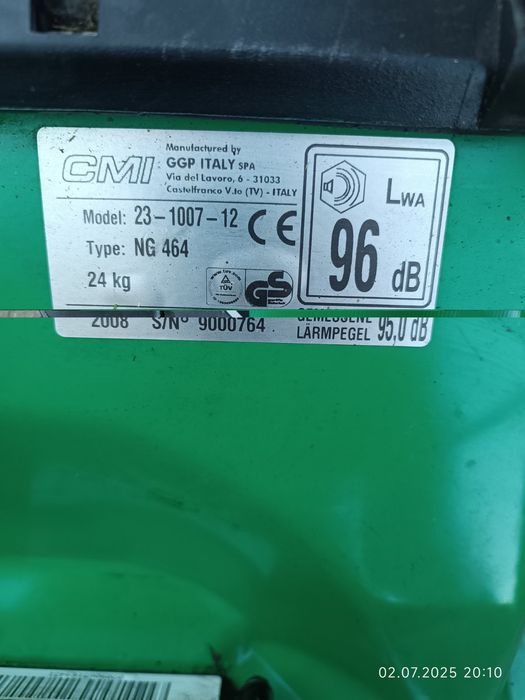 Manufactured by
CMI GGP ITALY SPA
Via del Lavoro, 6 - 31033
Castelfranco V.to (TV) - ITALY
Model: 23-1007-12 CE
Type: NG 464
24 kg
TÜV GS
LWA
96 dB
2008 S/N° 9000764
GEMESSENE
LÄRMPEGEL 95,0 dB
02.07.2025 20:10